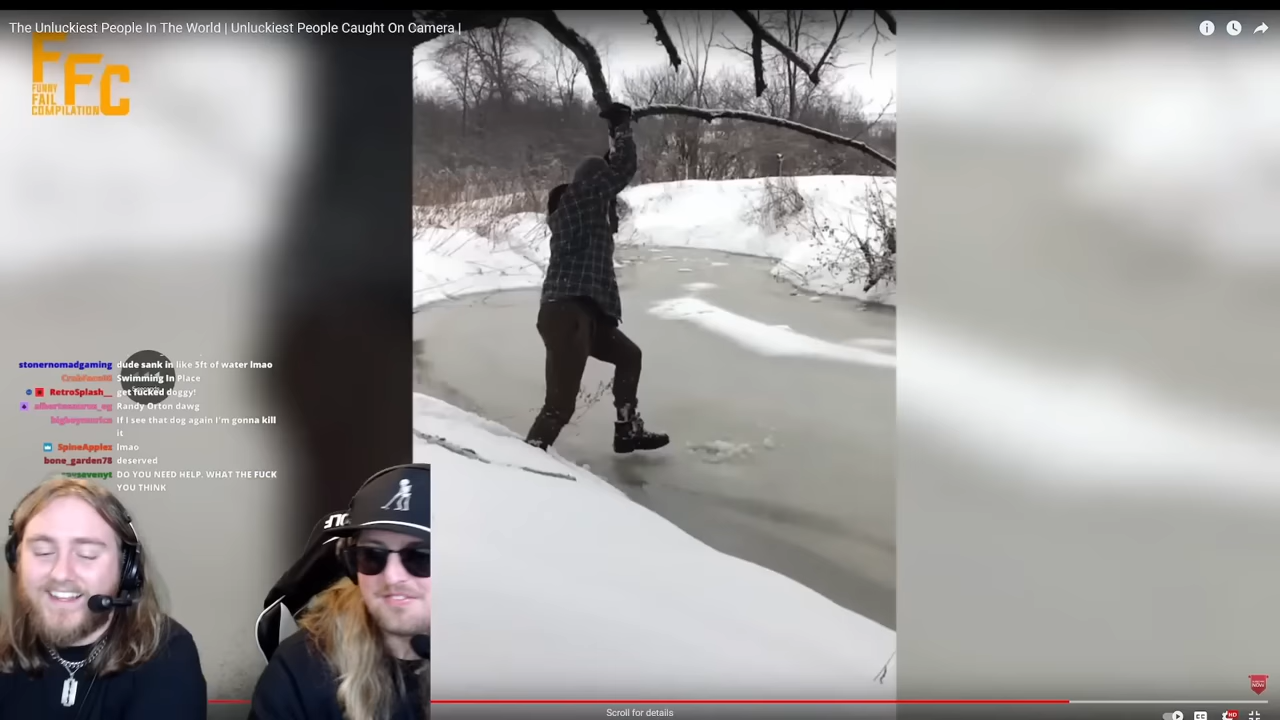 The Unluckiest People In The World | Unluckiest People Caught On Camera |
FFC
FUNNY
FAIL
COMPILATION
stonernomadgaming dude sank in like 5ft of water lmao
Swimming In Place
RetroSplash__ get fucked doggy!
Randy Orton dawg
If I see that dog again I'm gonna kill
it
SpineApplez lmao
bone_garden78 deserved
DO YOU NEED HELP. WHAT THE FUCK
YOU THINK
Scroll for details
CC
HD